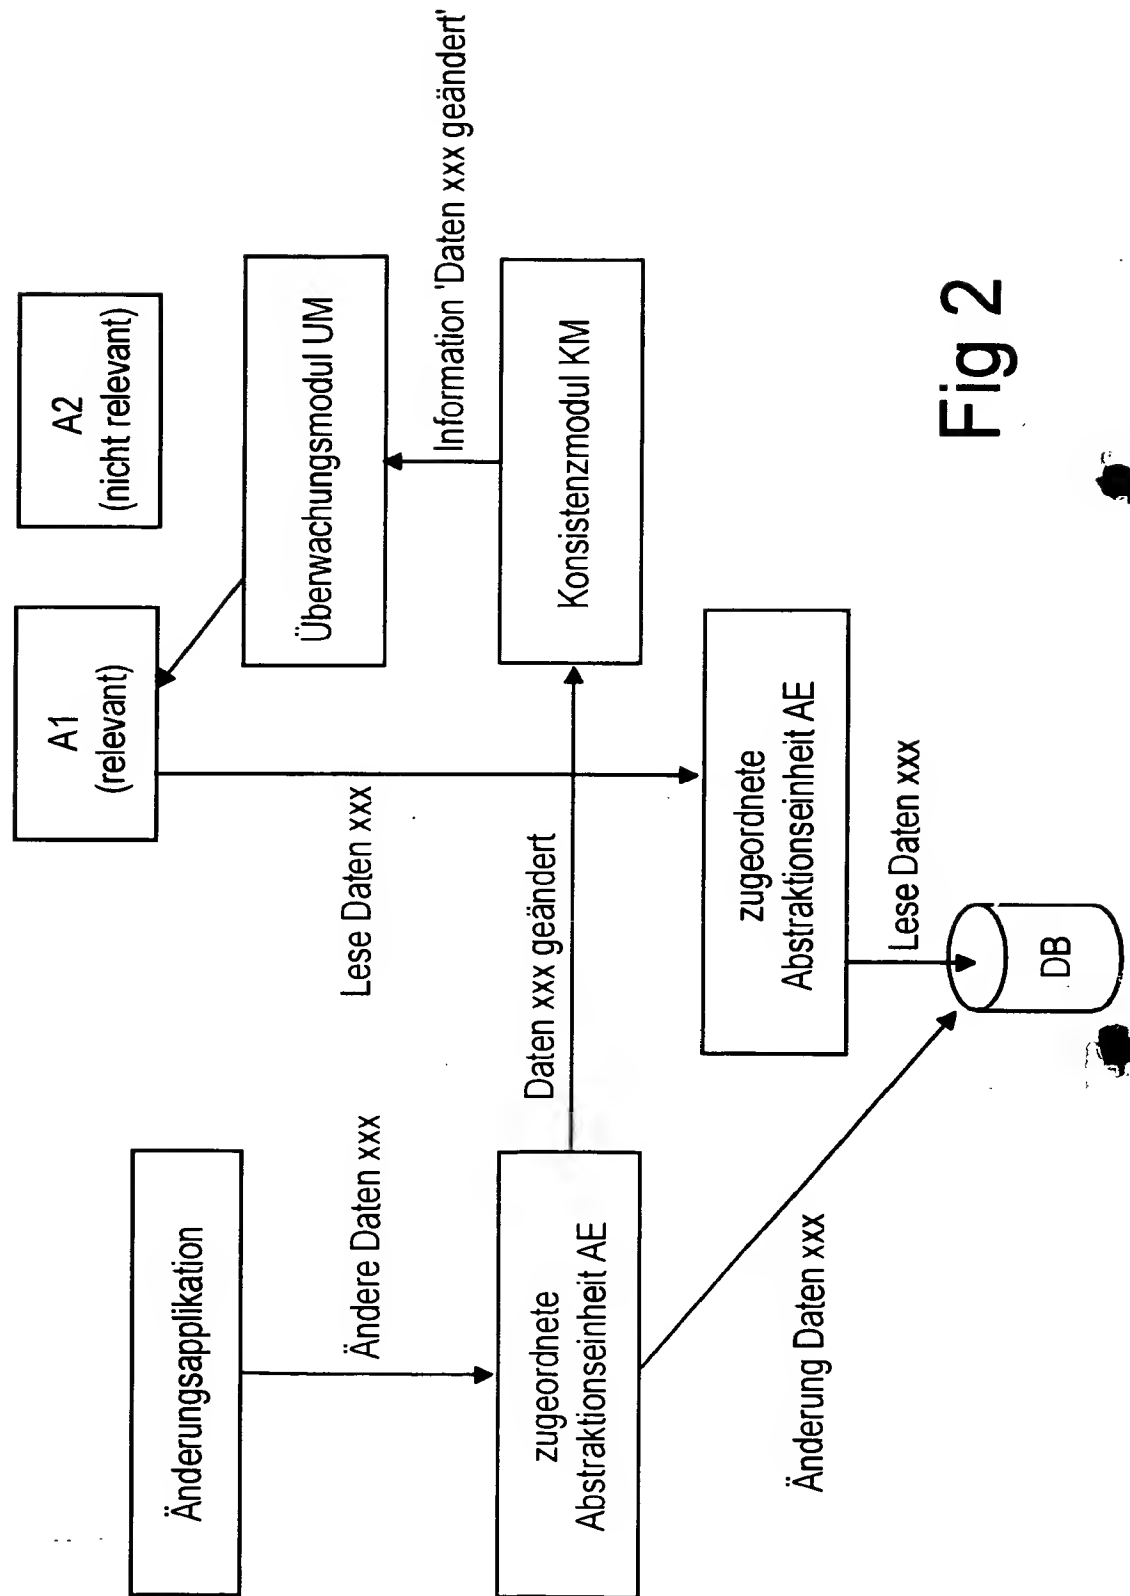 Änderungsapplikation
Ändere Daten xxx
zugeordnete
Abstraktionseinheit AE
Änderung Daten xxx
Daten xxx geändert
A1
(relevant)
Lese Daten xxx
zugeordnete
Abstraktionseinheit AE
Lese Daten xxx
DB
A2
(nicht relevant)
Überwachungsmodul UM
Information 'Daten xxx geändert'
Konsistenzmodul KM
Fig 2